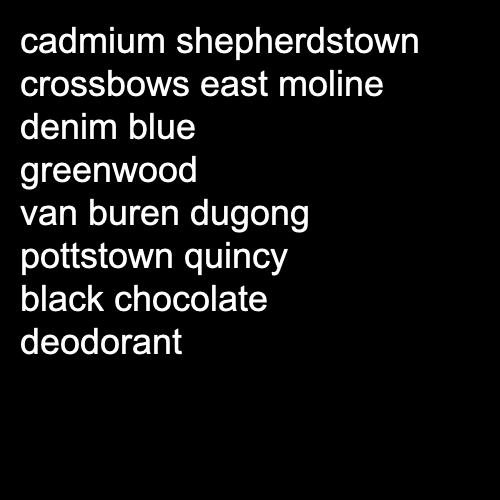 cadmium shepherdstown
crossbows east moline
denim blue
greenwood
van buren dugong
pottstown quincy
black chocolate
deodorant